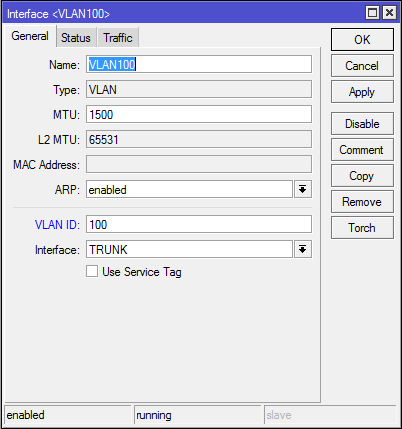 Interface <VLAN100>
General Status Traffic
Name: VLAN100
Type: VLAN
MTU: 1500
L2 MTU: 65531
MAC Address:
ARP: enabled
VLAN ID: 100
Interface: TRUNK
Use Service Tag
OK
Cancel
Apply
Disable
Comment
Copy
Remove
Torch
enabled running slave